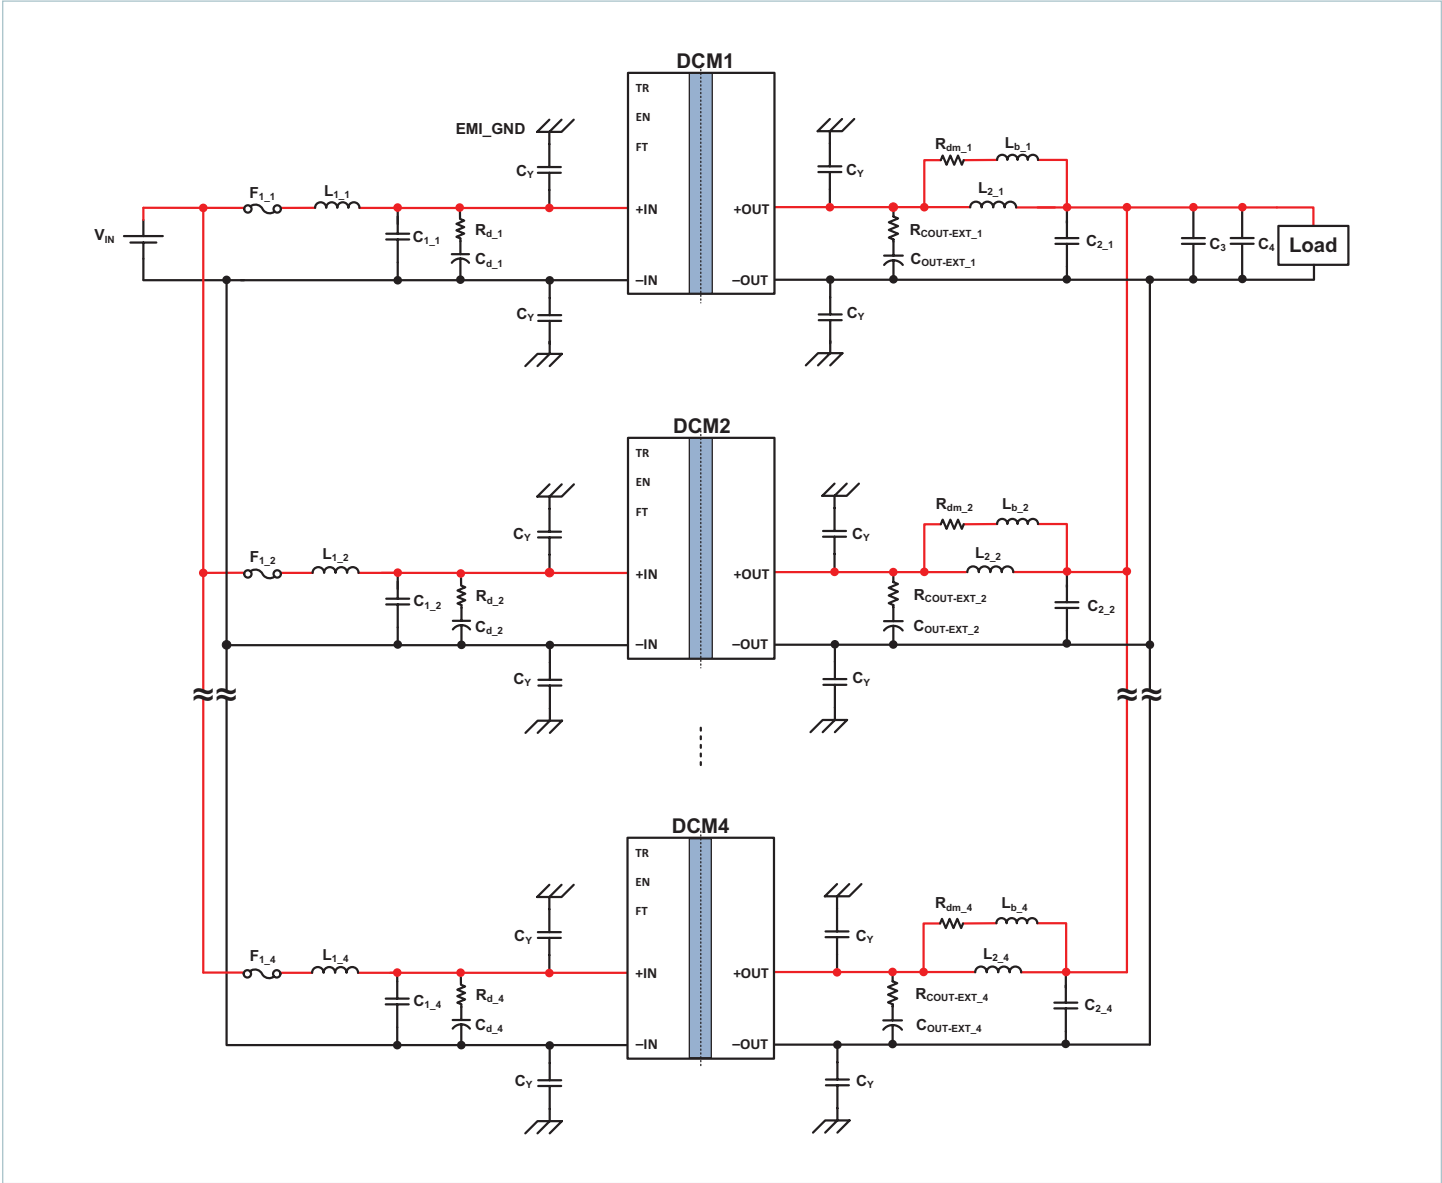 DCM1
TR
EN
FT
EMI_GND
CY
CY
Rdm_1
Lb_1
F1_1
L1_1
L2_1
+IN
+OUT
VIN
C1_1
Rd_1
Cd_1
RCOUT-EXT_1
COUT-EXT_1
C2_1
C3
C4
Load
–IN
–OUT
CY
CY
DCM2
TR
EN
FT
CY
CY
Rdm_2
Lb_2
F1_2
L1_2
L2_2
+IN
+OUT
C1_2
Rd_2
Cd_2
RCOUT-EXT_2
COUT-EXT_2
C2_2
–IN
–OUT
CY
CY
DCM4
TR
EN
FT
CY
CY
Rdm_4
Lb_4
F1_4
L1_4
L2_4
+IN
+OUT
C1_4
Rd_4
Cd_4
RCOUT-EXT_4
COUT-EXT_4
C2_4
–IN
–OUT
CY
CY